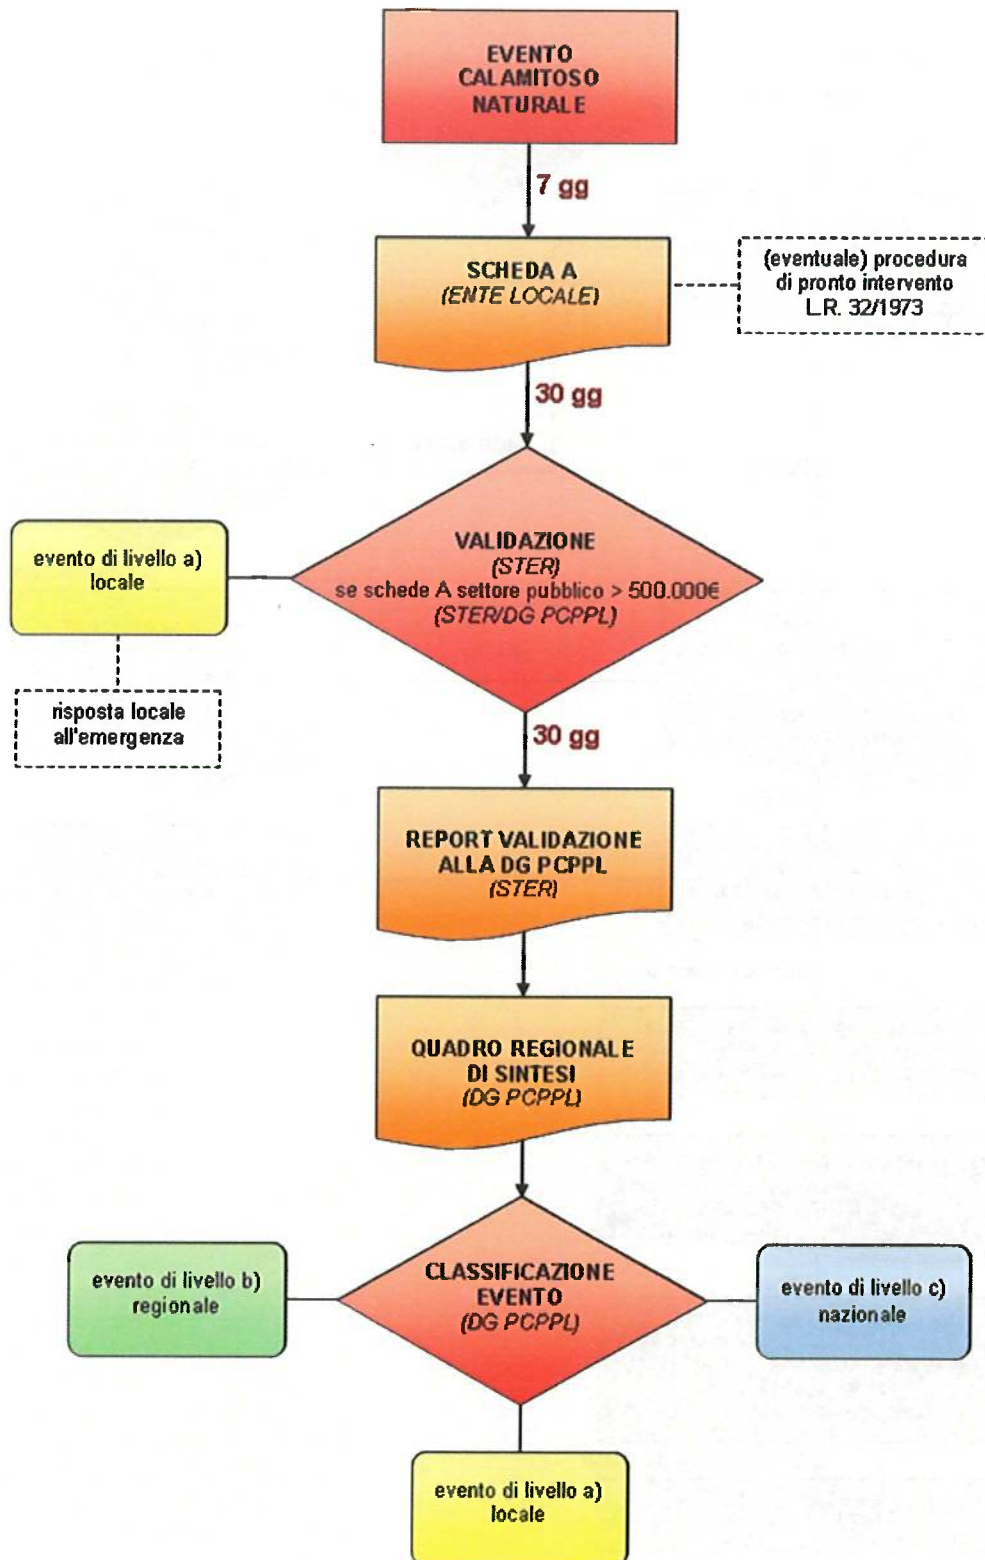 EVENTO
CALAMITOSO
NATURALE
7 gg
SCHEDA A
(ENTE LOCALE)
(eventuale) procedura
di pronto intervento
L.R. 32/1973
30 gg
VALIDAZIONE
(STER)
se schede A settore pubblico > 500.000€
(STER/DG PCPPL)
evento di livello a)
locale
risposta locale
all'emergenza
30 gg
REPORT VALIDAZIONE
ALLA DG PCPPL
(STER)
QUADRO REGIONALE
DI SINTESI
(DG PCPPL)
CLASSIFICAZIONE
EVENTO
(DG PCPPL)
evento di livello b)
regionale
evento di livello c)
nazionale
evento di livello a)
locale